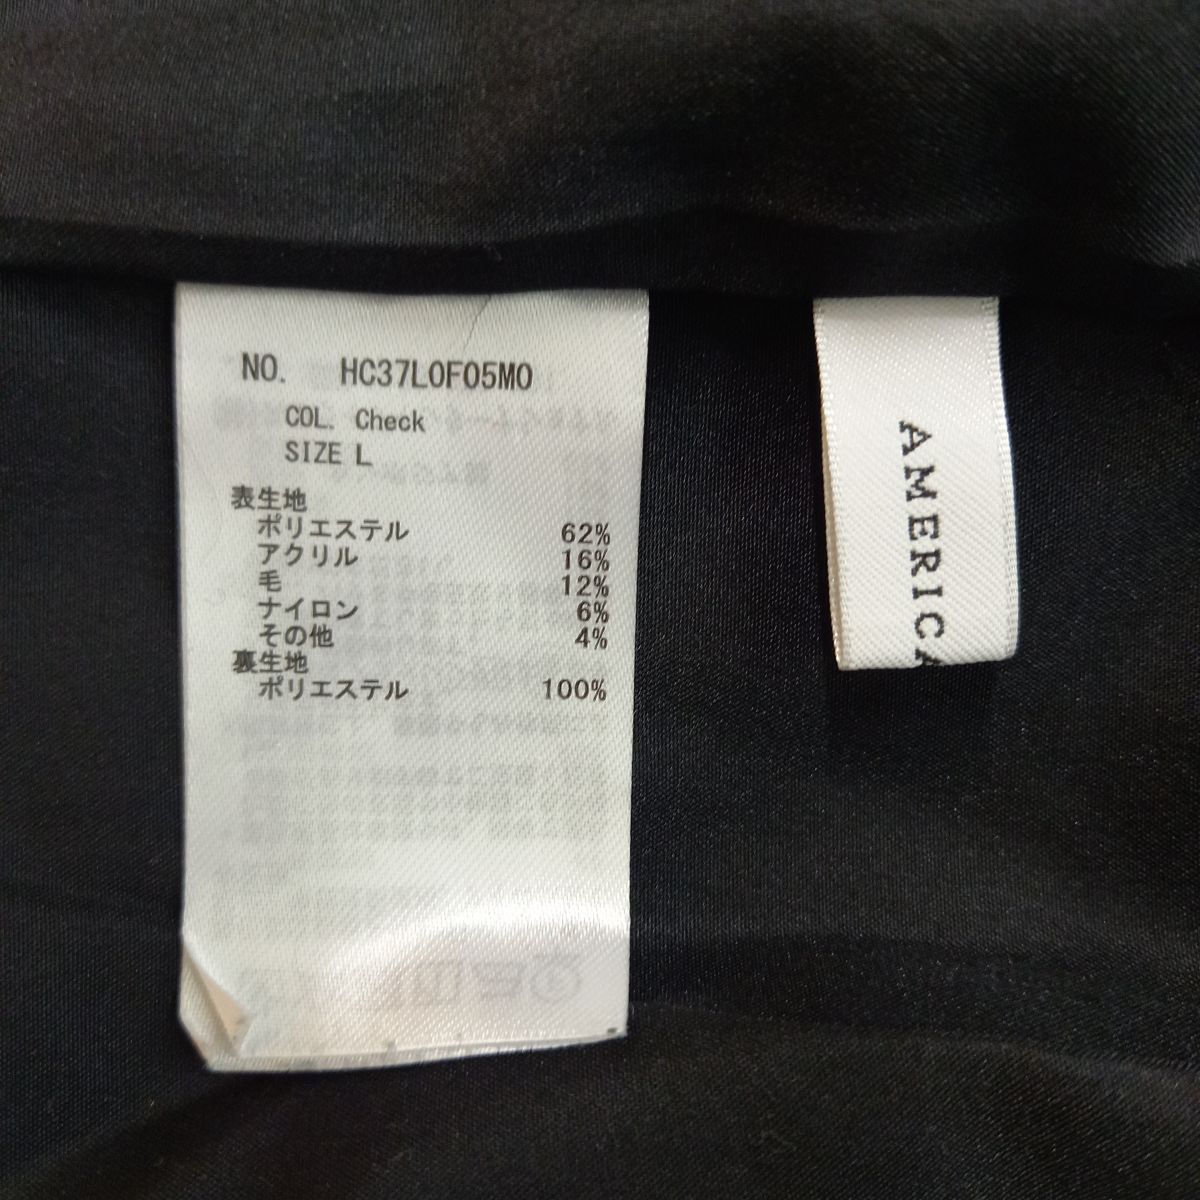 NO. HC37L0F05M0
COL. Check
SIZE L
表生地
ポリエステル 62%
アクリル 16%
毛 12%
ナイロン 6%
その他 4%
裏生地
ポリエステル 100%
AMERICA